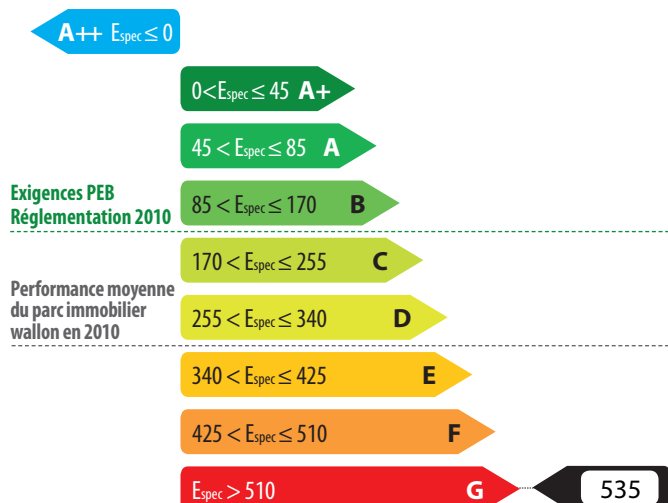 A++ Espec ≤ 0
0<Espec ≤ 45 A+
45 < Espec ≤ 85 A
Exigences PEB
Réglementation 2010
85 < Espec ≤ 170 B
170 < Espec ≤ 255 C
Performance moyenne
du parc immobilier
wallon en 2010
255 < Espec ≤ 340 D
340 < Espec ≤ 425 E
425 < Espec ≤ 510 F
Espec > 510 G 535